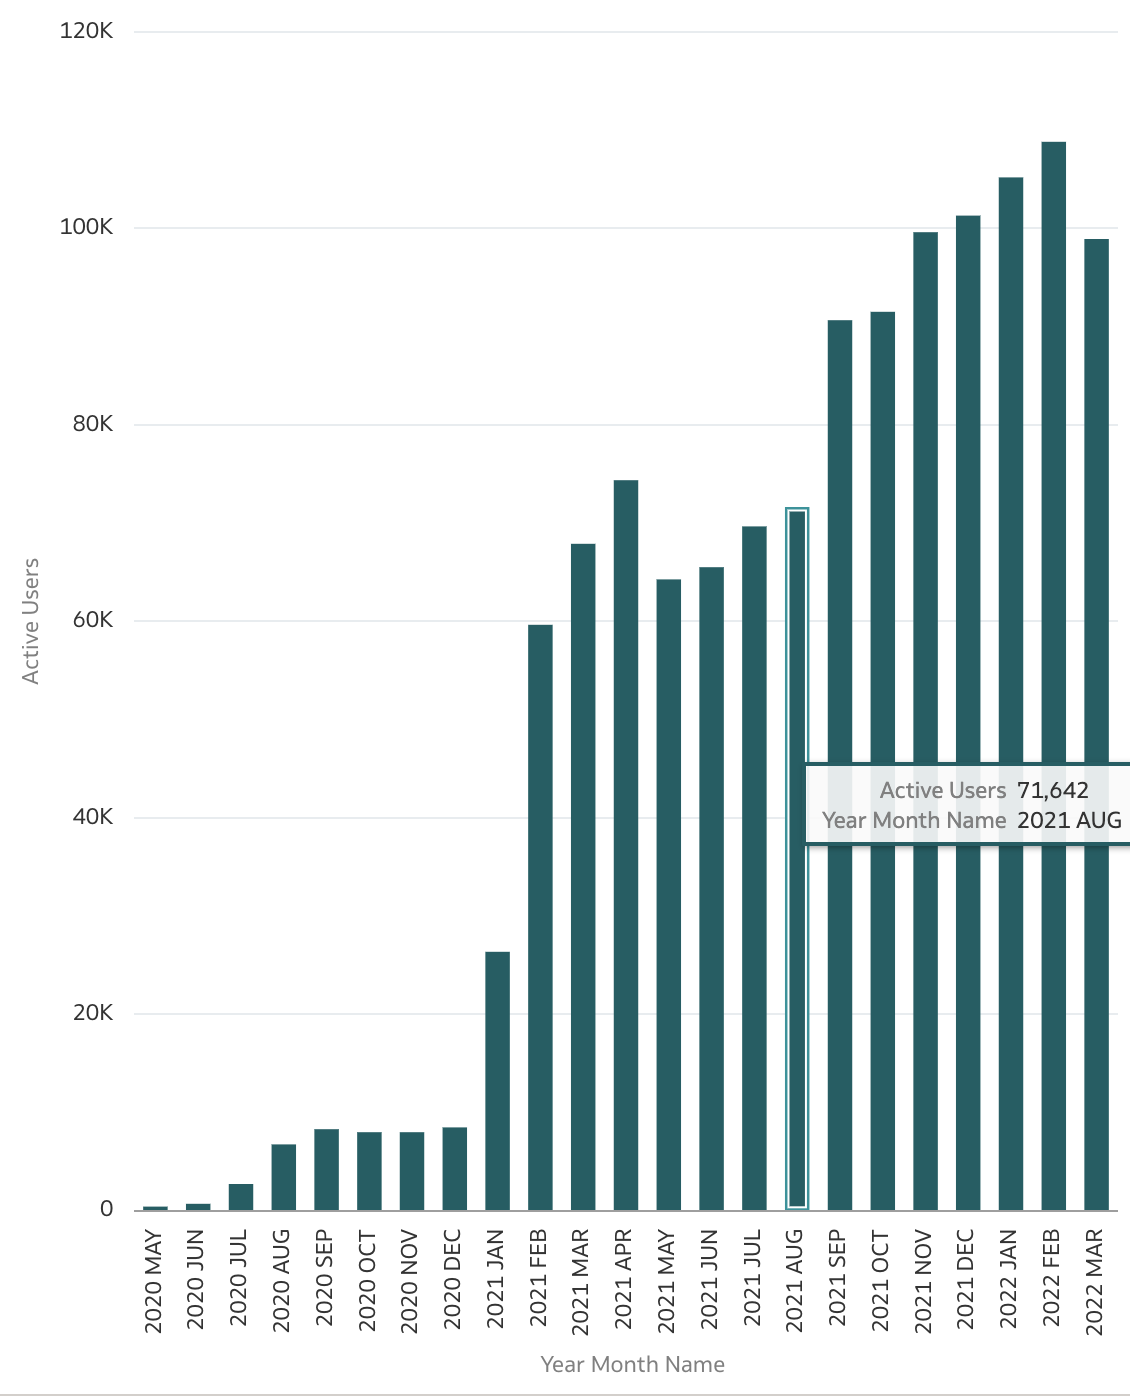 120K
100K
80K
60K
40K
20K
0
Active Users
Active Users 71,642
Year Month Name 2021 AUG
2020 MAY
2020 JUN
2020 JUL
2020 AUG
2020 SEP
2020 OCT
2020 NOV
2020 DEC
2021 JAN
2021 FEB
2021 MAR
2021 APR
2021 MAY
2021 JUN
2021 JUL
2021 AUG
2021 SEP
2021 OCT
2021 NOV
2021 DEC
2022 JAN
2022 FEB
2022 MAR
Year Month Name